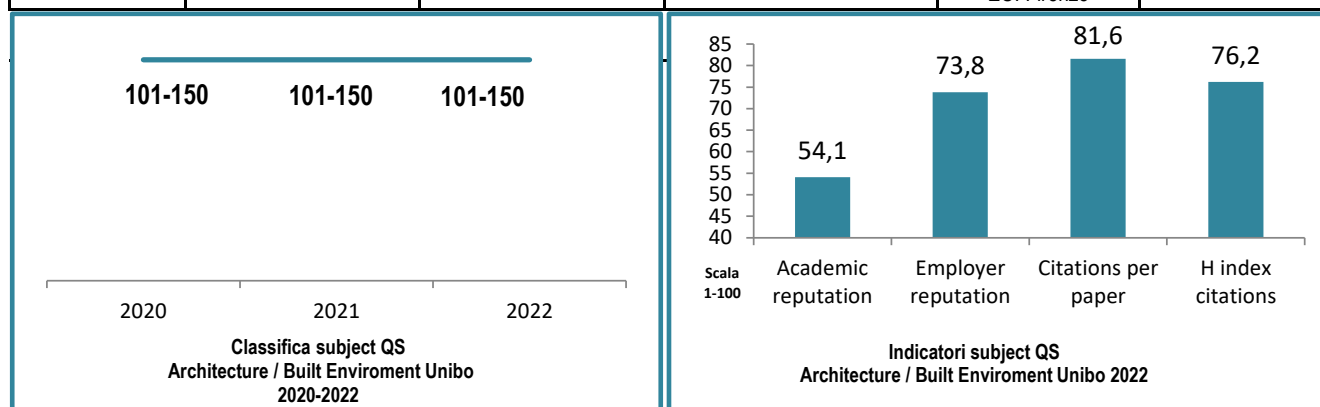 101-150 101-150 101-150
2020 2021 2022
Classifica subject QS
Architecture / Built Enviroment Unibo
2020-2022
85
80
75
70
65
60
55
50
45
40
54,1
73,8
81,6
76,2
Scala
1-100
Academic
reputation
Employer
reputation
Citations per
paper
H index
citations
Indicatori subject QS
Architecture / Built Enviroment Unibo 2022